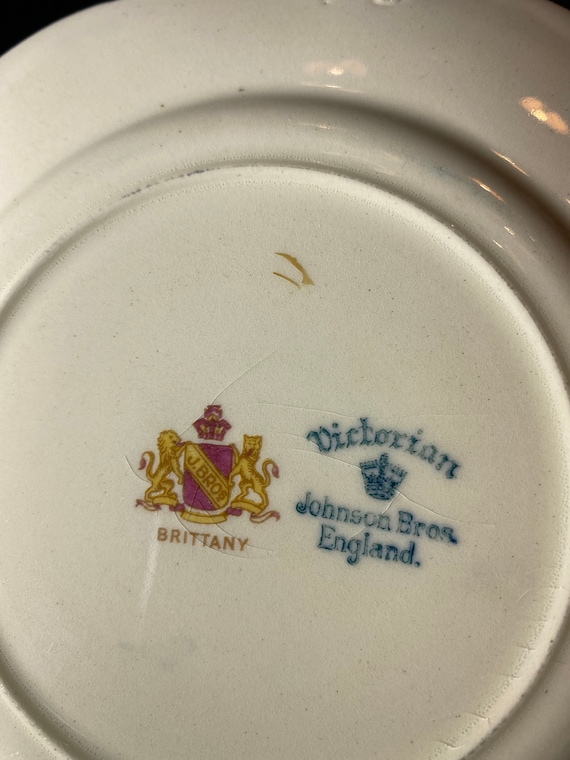 J.BROS
BRITTANY
Victorian
Johnson Bros.
England.